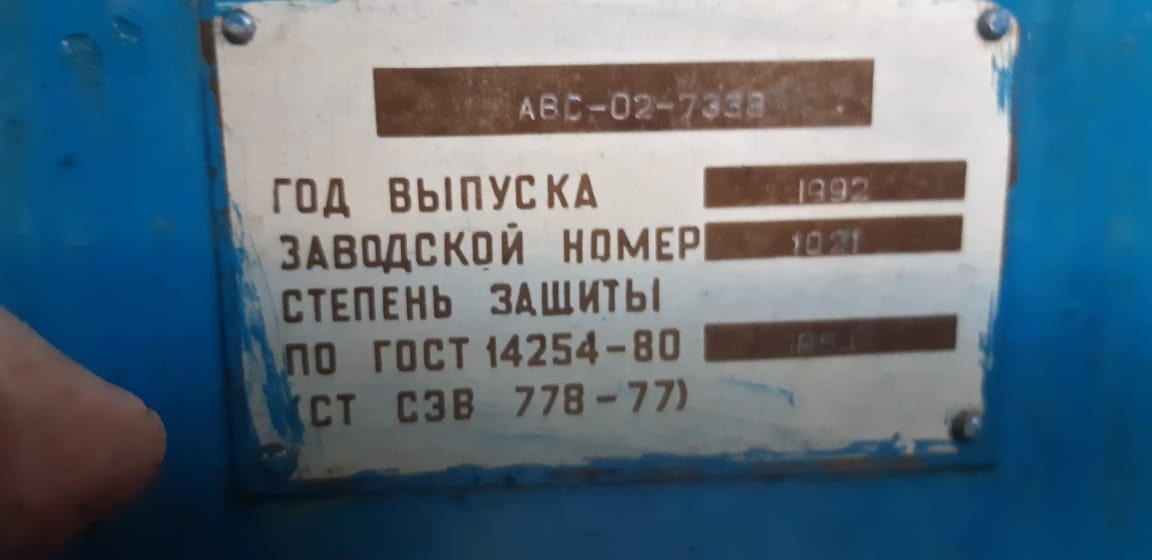 АВС-02-7338
ГОД ВЫПУСКА 1992
ЗАВОДСКОЙ НОМЕР 1021
СТЕПЕНЬ ЗАЩИТЫ
ПО ГОСТ 14254-80
(СТ СЭВ 778-77)